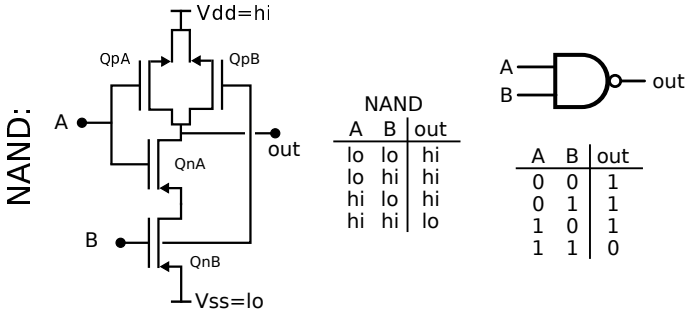 NAND:
Vdd=hi
QpA
QpB
A
out
QnA
B
QnB
Vss=lo
NAND
A B out
lo lo hi
lo hi hi
hi lo hi
hi hi lo
A
B
out
A B out
0 0 1
0 1 1
1 0 1
1 1 0